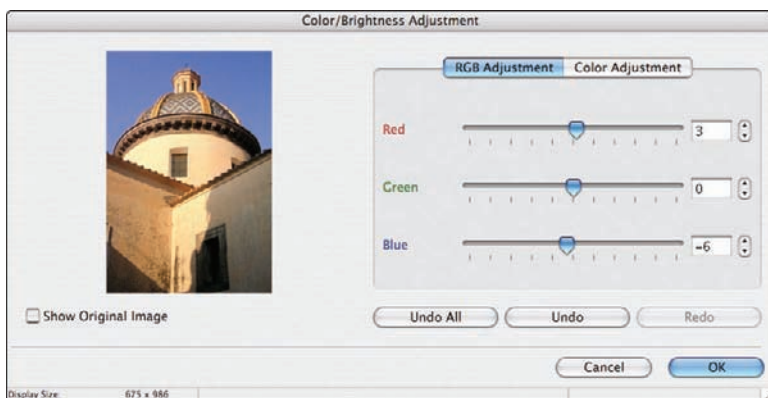 Color/Brightness Adjustment
RGB Adjustment Color Adjustment
Red 3
Green 0
Blue -6
Show Original Image
Undo All Undo Redo
Cancel OK
Display Size: 675 x 986